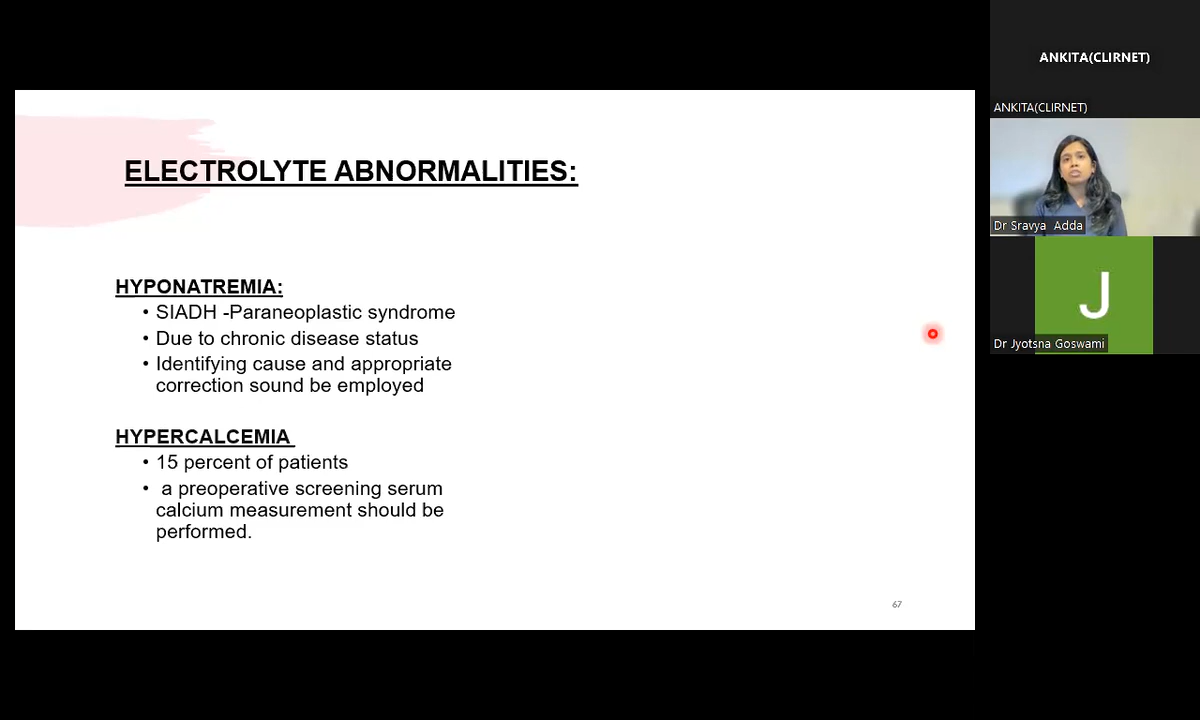 ELECTROLYTE ABNORMALITIES:
HYPONATREMIA:
• SIADH -Paraneoplastic syndrome
• Due to chronic disease status
• Identifying cause and appropriate
correction sound be employed
HYPERCALCEMIA
• 15 percent of patients
• a preoperative screening serum
calcium measurement should be
performed.
67
ANKITA(CLIRNET)
ANKITA(CLIRNET)
Dr Sravya Adda
J
Dr Jyotsna Goswami